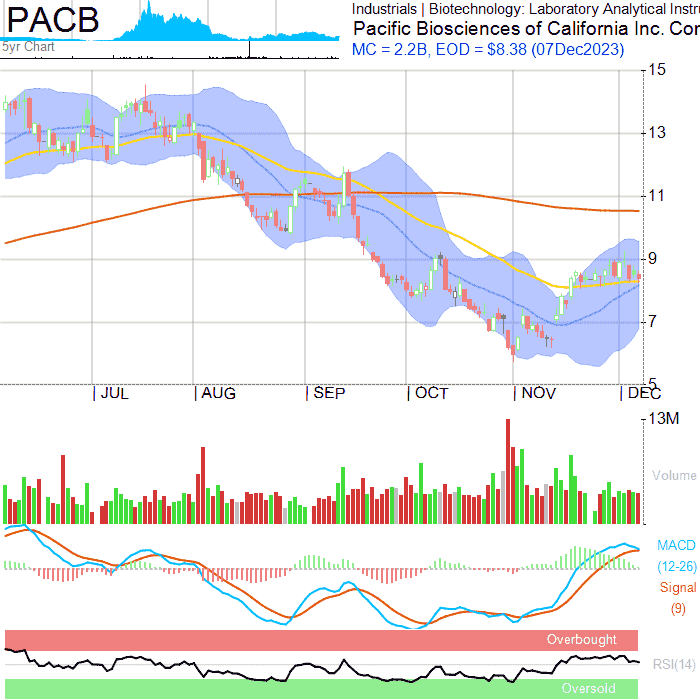 PACB
5yr Chart
Industrials | Biotechnology: Laboratory Analytical Instru
Pacific Biosciences of California Inc. Com
MC = 2.2B, EOD = $8.38 (07Dec2023)
15
13
11
9
7
5
JUL AUG SEP OCT NOV DEC
13M
Volume
MACD
(12-26)
Signal
(9)
Overbought
RSI(14)
Oversold